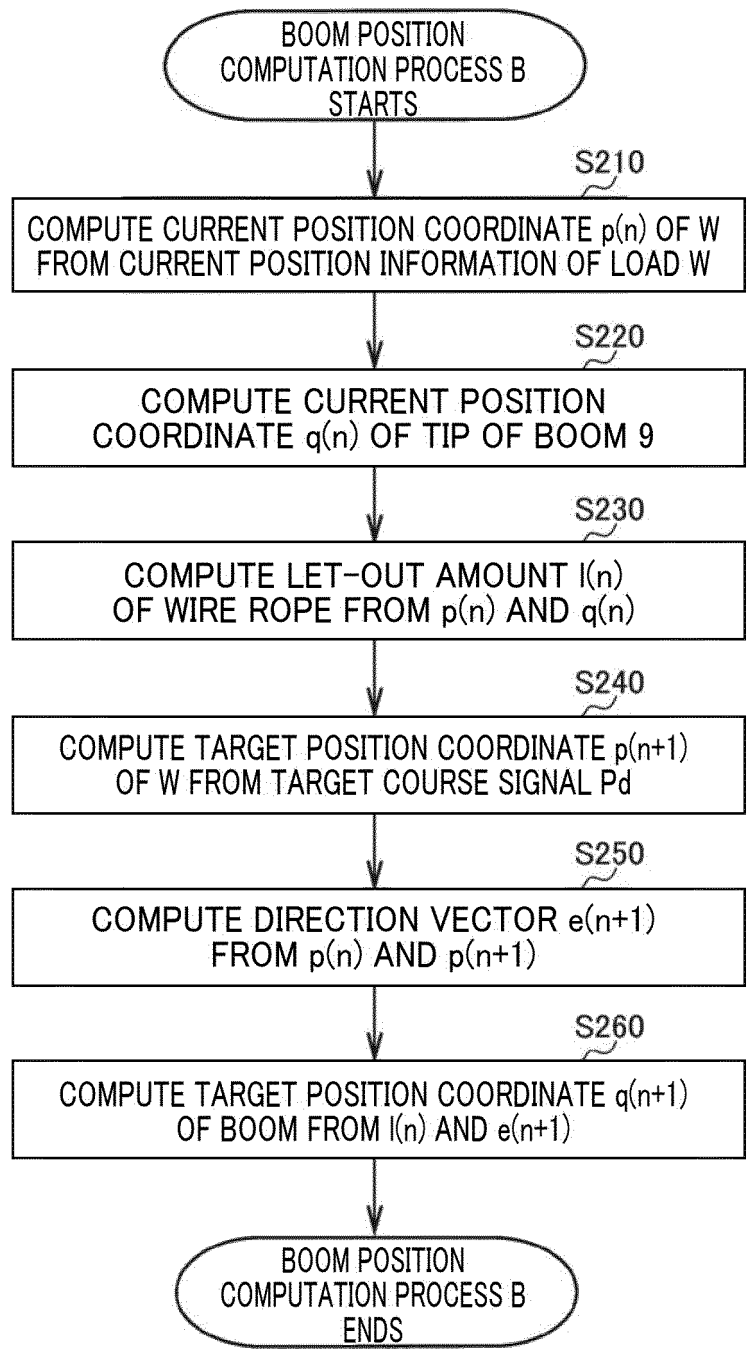 BOOM POSITION
COMPUTATION PROCESS B
STARTS
S210
COMPUTE CURRENT POSITION COORDINATE p(n) OF W
FROM CURRENT POSITION INFORMATION OF LOAD W
S220
COMPUTE CURRENT POSITION
COORDINATE q(n) OF TIP OF BOOM 9
S230
COMPUTE LET-OUT AMOUNT l(n)
OF WIRE ROPE FROM p(n) AND q(n)
S240
COMPUTE TARGET POSITION COORDINATE p(n+1)
OF W FROM TARGET COURSE SIGNAL Pd
S250
COMPUTE DIRECTION VECTOR e(n+1)
FROM p(n) AND p(n+1)
S260
COMPUTE TARGET POSITION COORDINATE q(n+1)
OF BOOM FROM l(n) AND e(n+1)
BOOM POSITION
COMPUTATION PROCESS B
ENDS